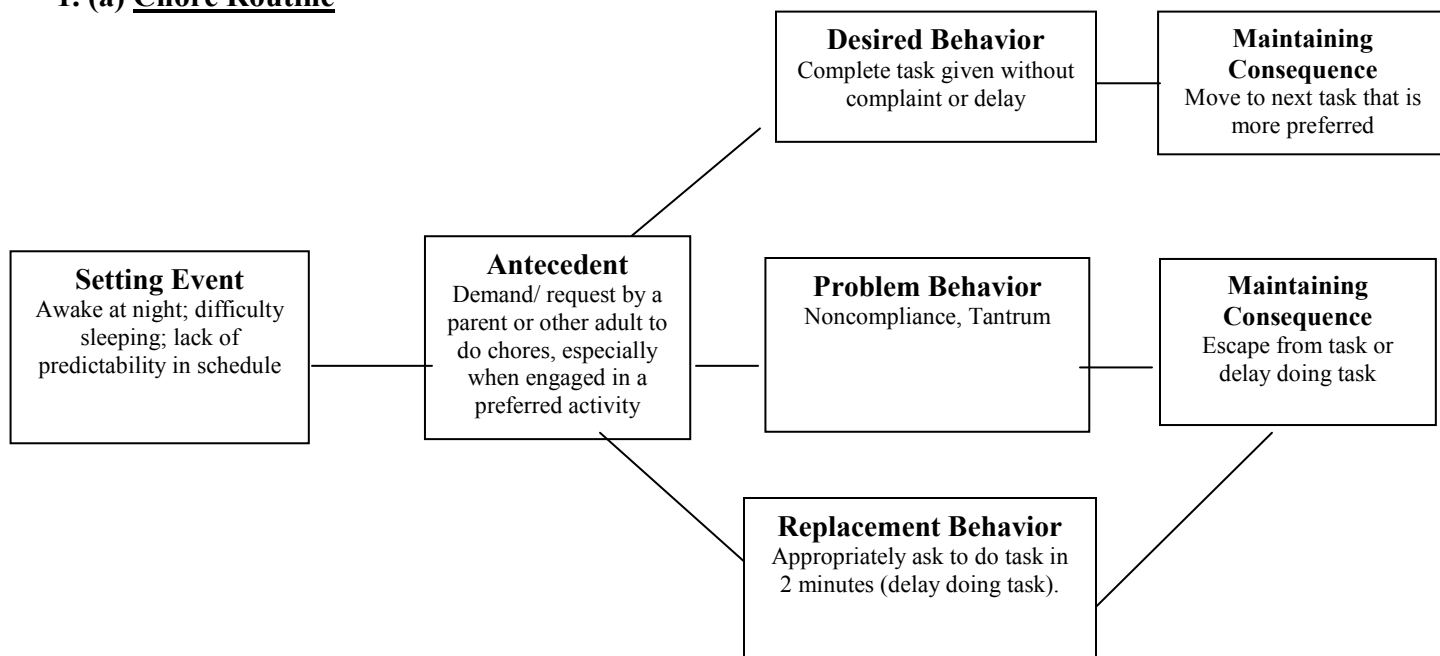 1. (a) Chore Routine
Desired Behavior
Complete task given without
complaint or delay
Maintaining
Consequence
Move to next task that is
more preferred
Setting Event
Awake at night; difficulty
sleeping; lack of
predictability in schedule
Antecedent
Demand/ request by a
parent or other adult to
do chores, especially
when engaged in a
preferred activity
Problem Behavior
Noncompliance, Tantrum
Maintaining
Consequence
Escape from task or
delay doing task
Replacement Behavior
Appropriately ask to do task in
2 minutes (delay doing task).